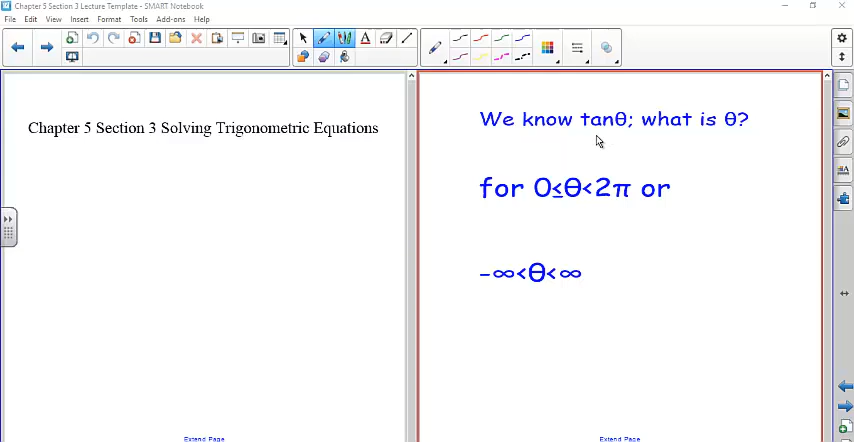 Chapter 5 Section 3 Lecture Template - SMART Notebook
File Edit View Insert Format Tools Add-ons Help
Chapter 5 Section 3 Solving Trigonometric Equations
We know tanθ; what is θ?
for 0≤θ<2π or
-∞<θ<∞
Extend Page
Extend Page